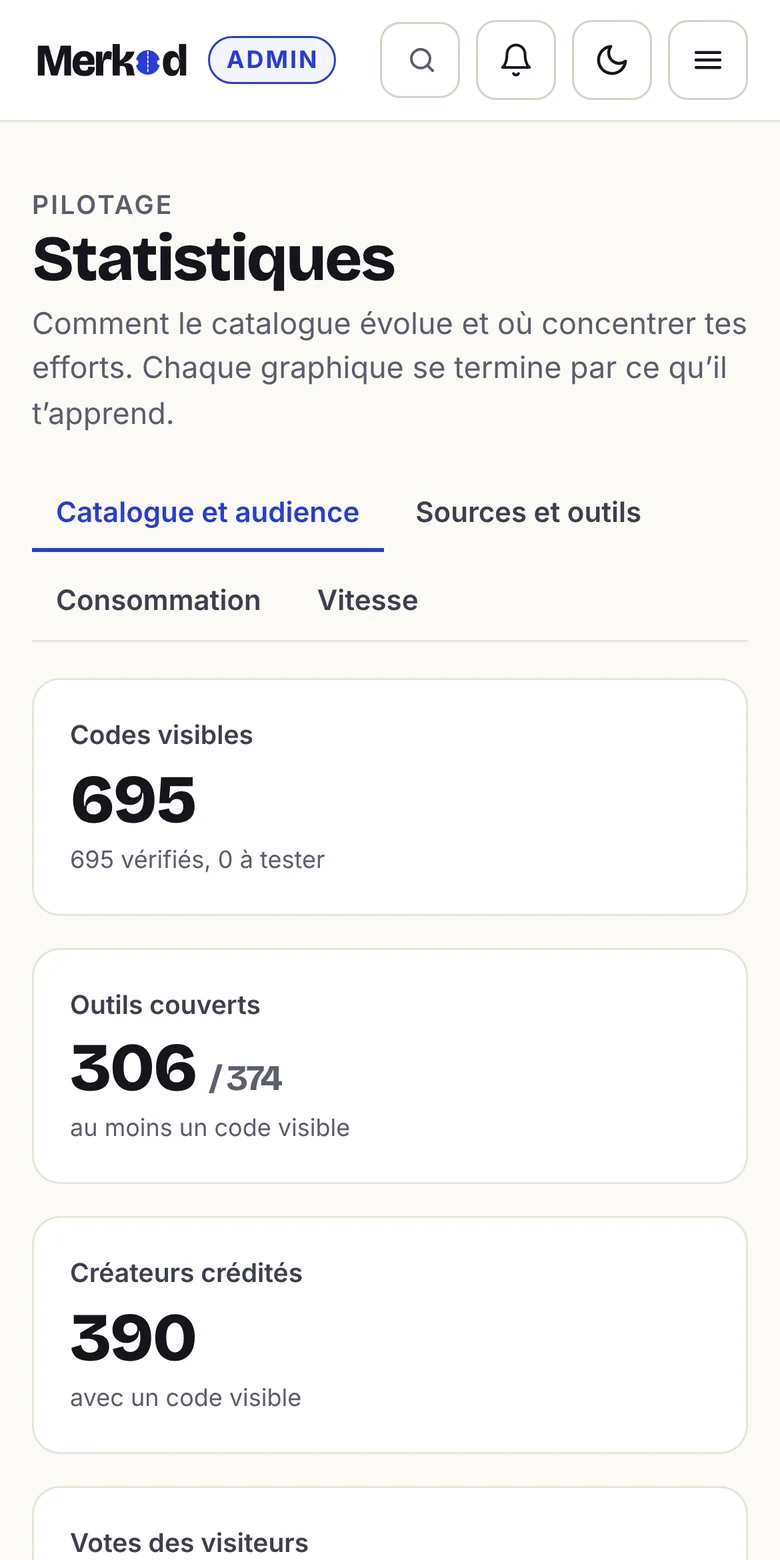 Merkod ADMIN
PILOTAGE
Statistiques
Comment le catalogue évolue et où concentrer tes
efforts. Chaque graphique se termine par ce qu’il
t’apprend.
Catalogue et audience Sources et outils
Consommation Vitesse
Codes visibles
695
695 vérifiés, 0 à tester
Outils couverts
306 / 374
au moins un code visible
Créateurs crédités
390
avec un code visible
Votes des visiteurs